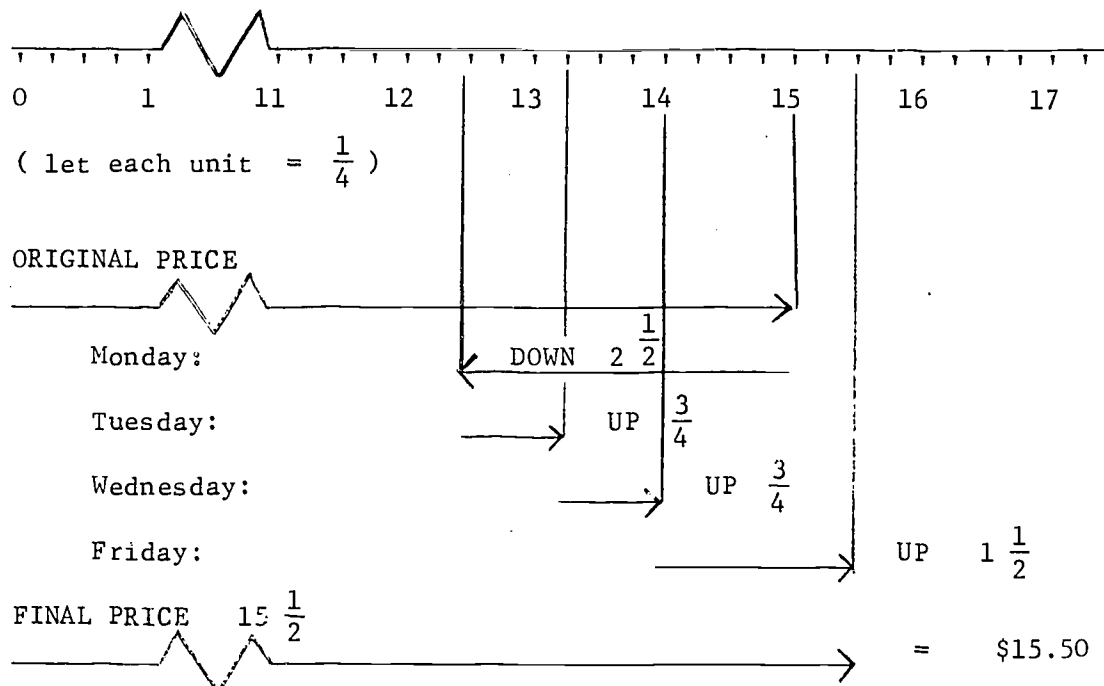 0 1 11 12 13 14 15 16 17
( let each unit = 1/4 )
ORIGINAL PRICE
Monday: DOWN 2 1/2
Tuesday: UP 3/4
Wednesday: UP 3/4
Friday: UP 1 1/2
FINAL PRICE 15 1/2
= $15.50